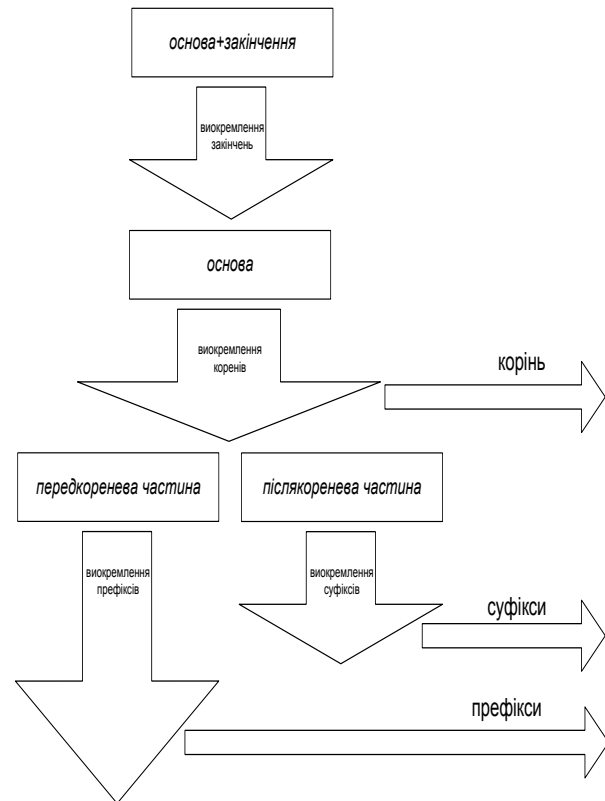 основа+закінчення
виокремлення
закінчень
основа
виокремлення
коренів
корінь
передкоренева частина
післякоренева частина
виокремлення
префіксів
виокремлення
суфіксів
суфікси
префікси